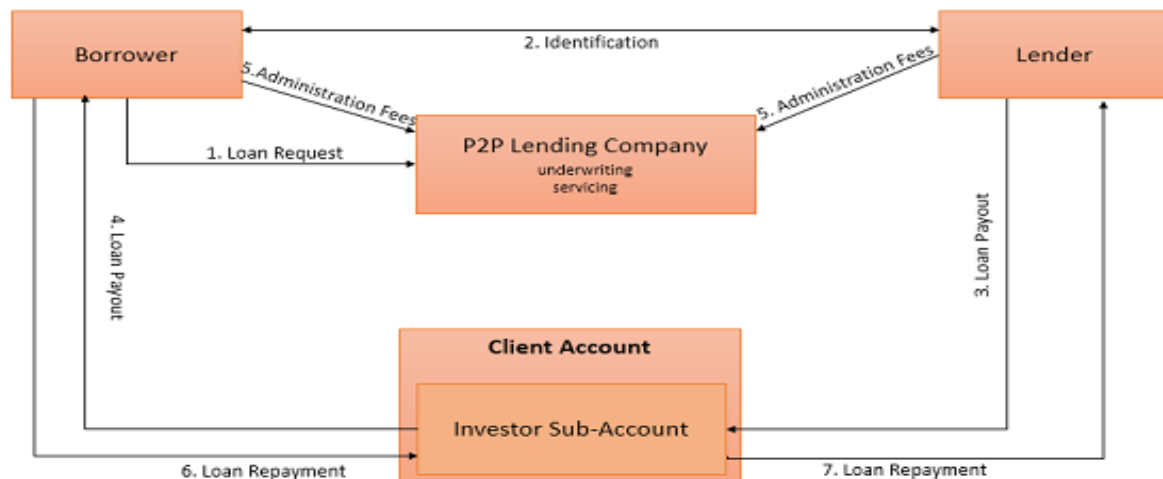 Borrower
2. Identification
Lender
5.Administration Fees
5. Administration Fees
P2P Lending Company
underwriting
servicing
1. Loan Request
4. Loan Payout
3. Loan Payout
Client Account
Investor Sub-Account
6. Loan Repayment
7. Loan Repayment